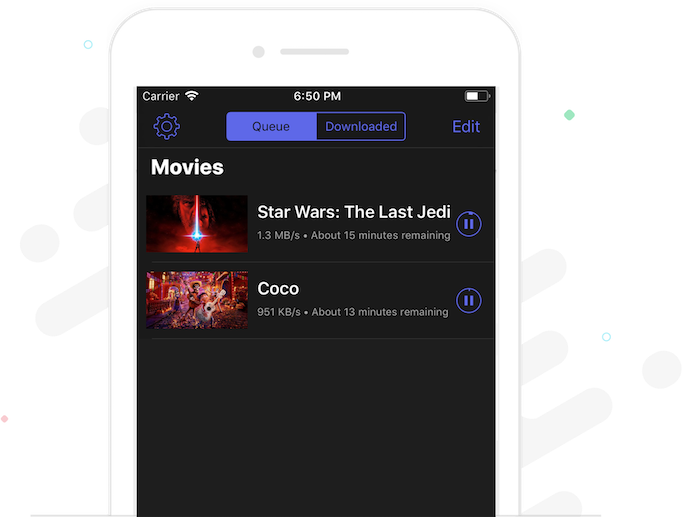 Carrier 6:50 PM
Queue Downloaded Edit
Movies
Star Wars: The Last Jedi
1.3 MB/s • About 15 minutes remaining
Coco
951 KB/s • About 13 minutes remaining